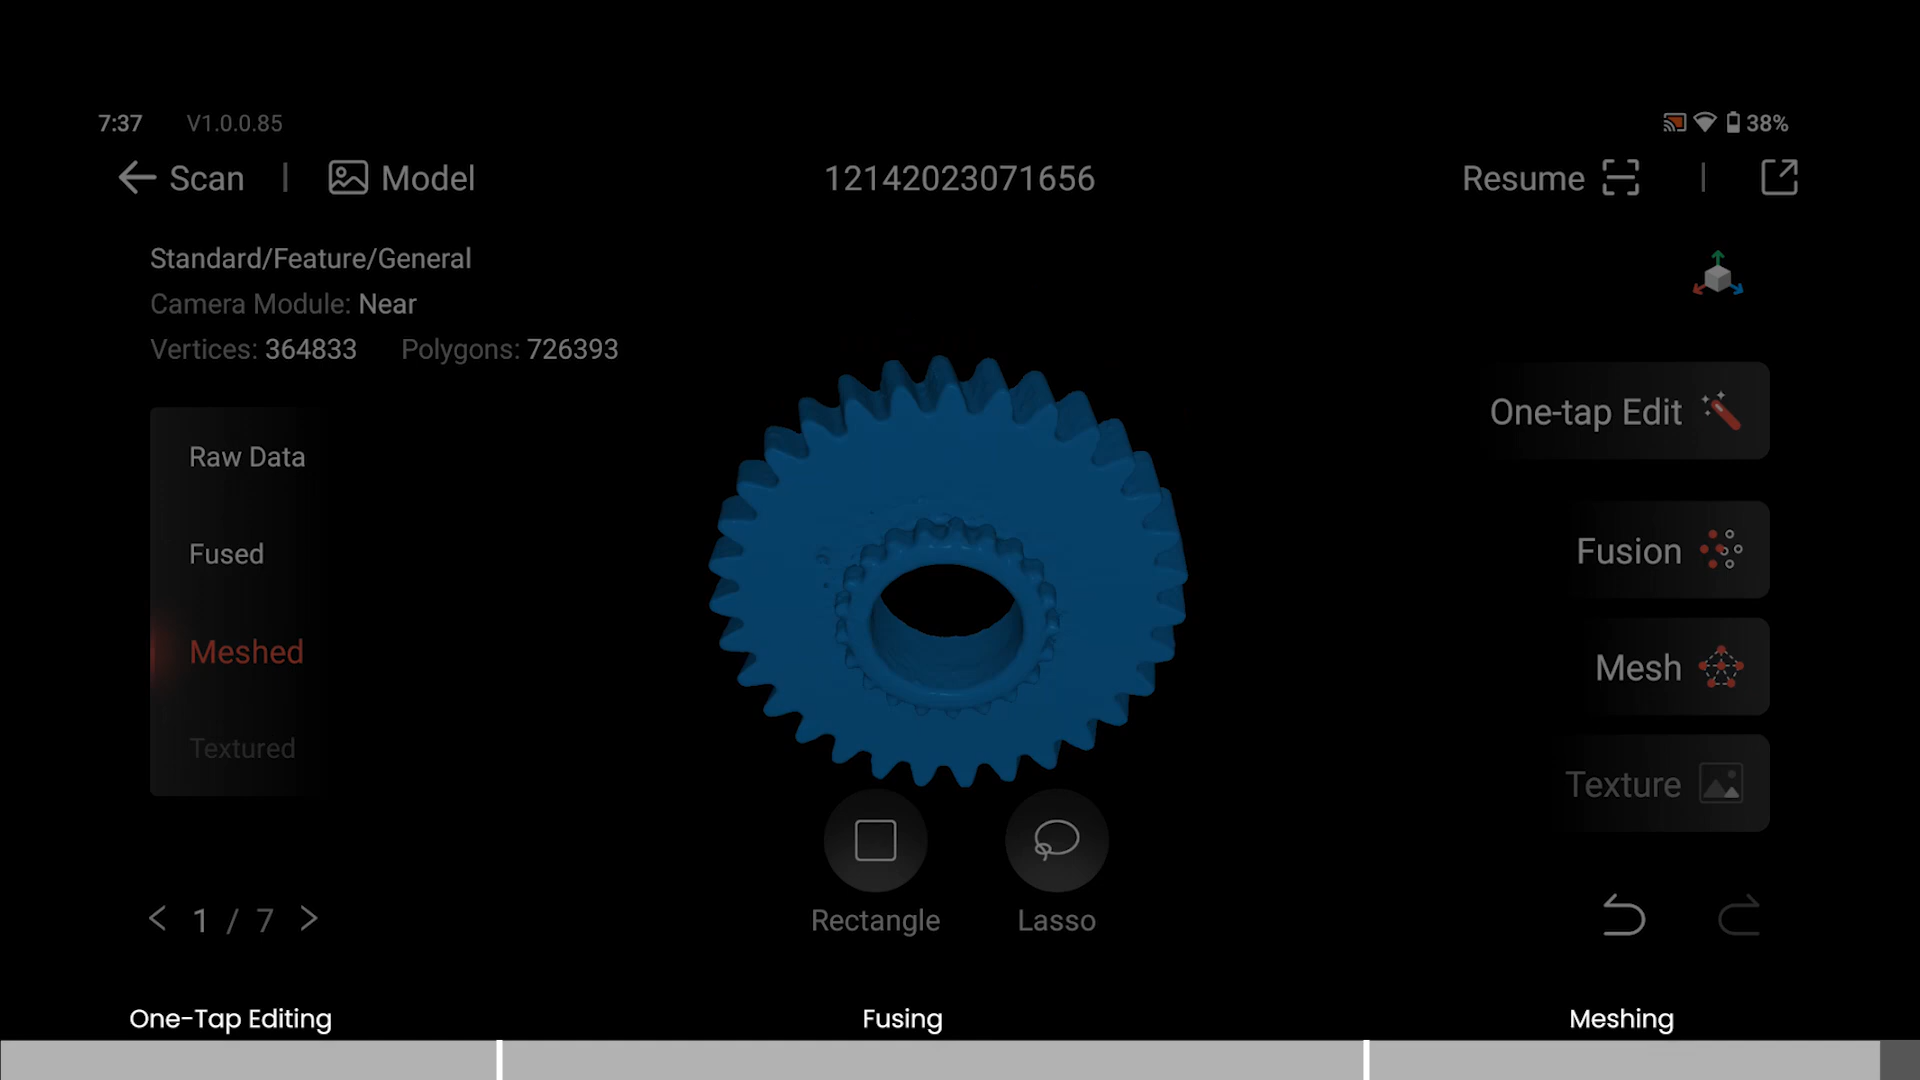 7:37 V1.0.0.85 38%
Scan | Model 12142023071656 Resume |
Standard/Feature/General
Camera Module: Near
Vertices: 364833 Polygons: 726393
One-tap Edit
Raw Data
Fused
Fusion
Meshed
Mesh
Textured
Texture
1 / 7
Rectangle Lasso
One-Tap Editing Fusing Meshing